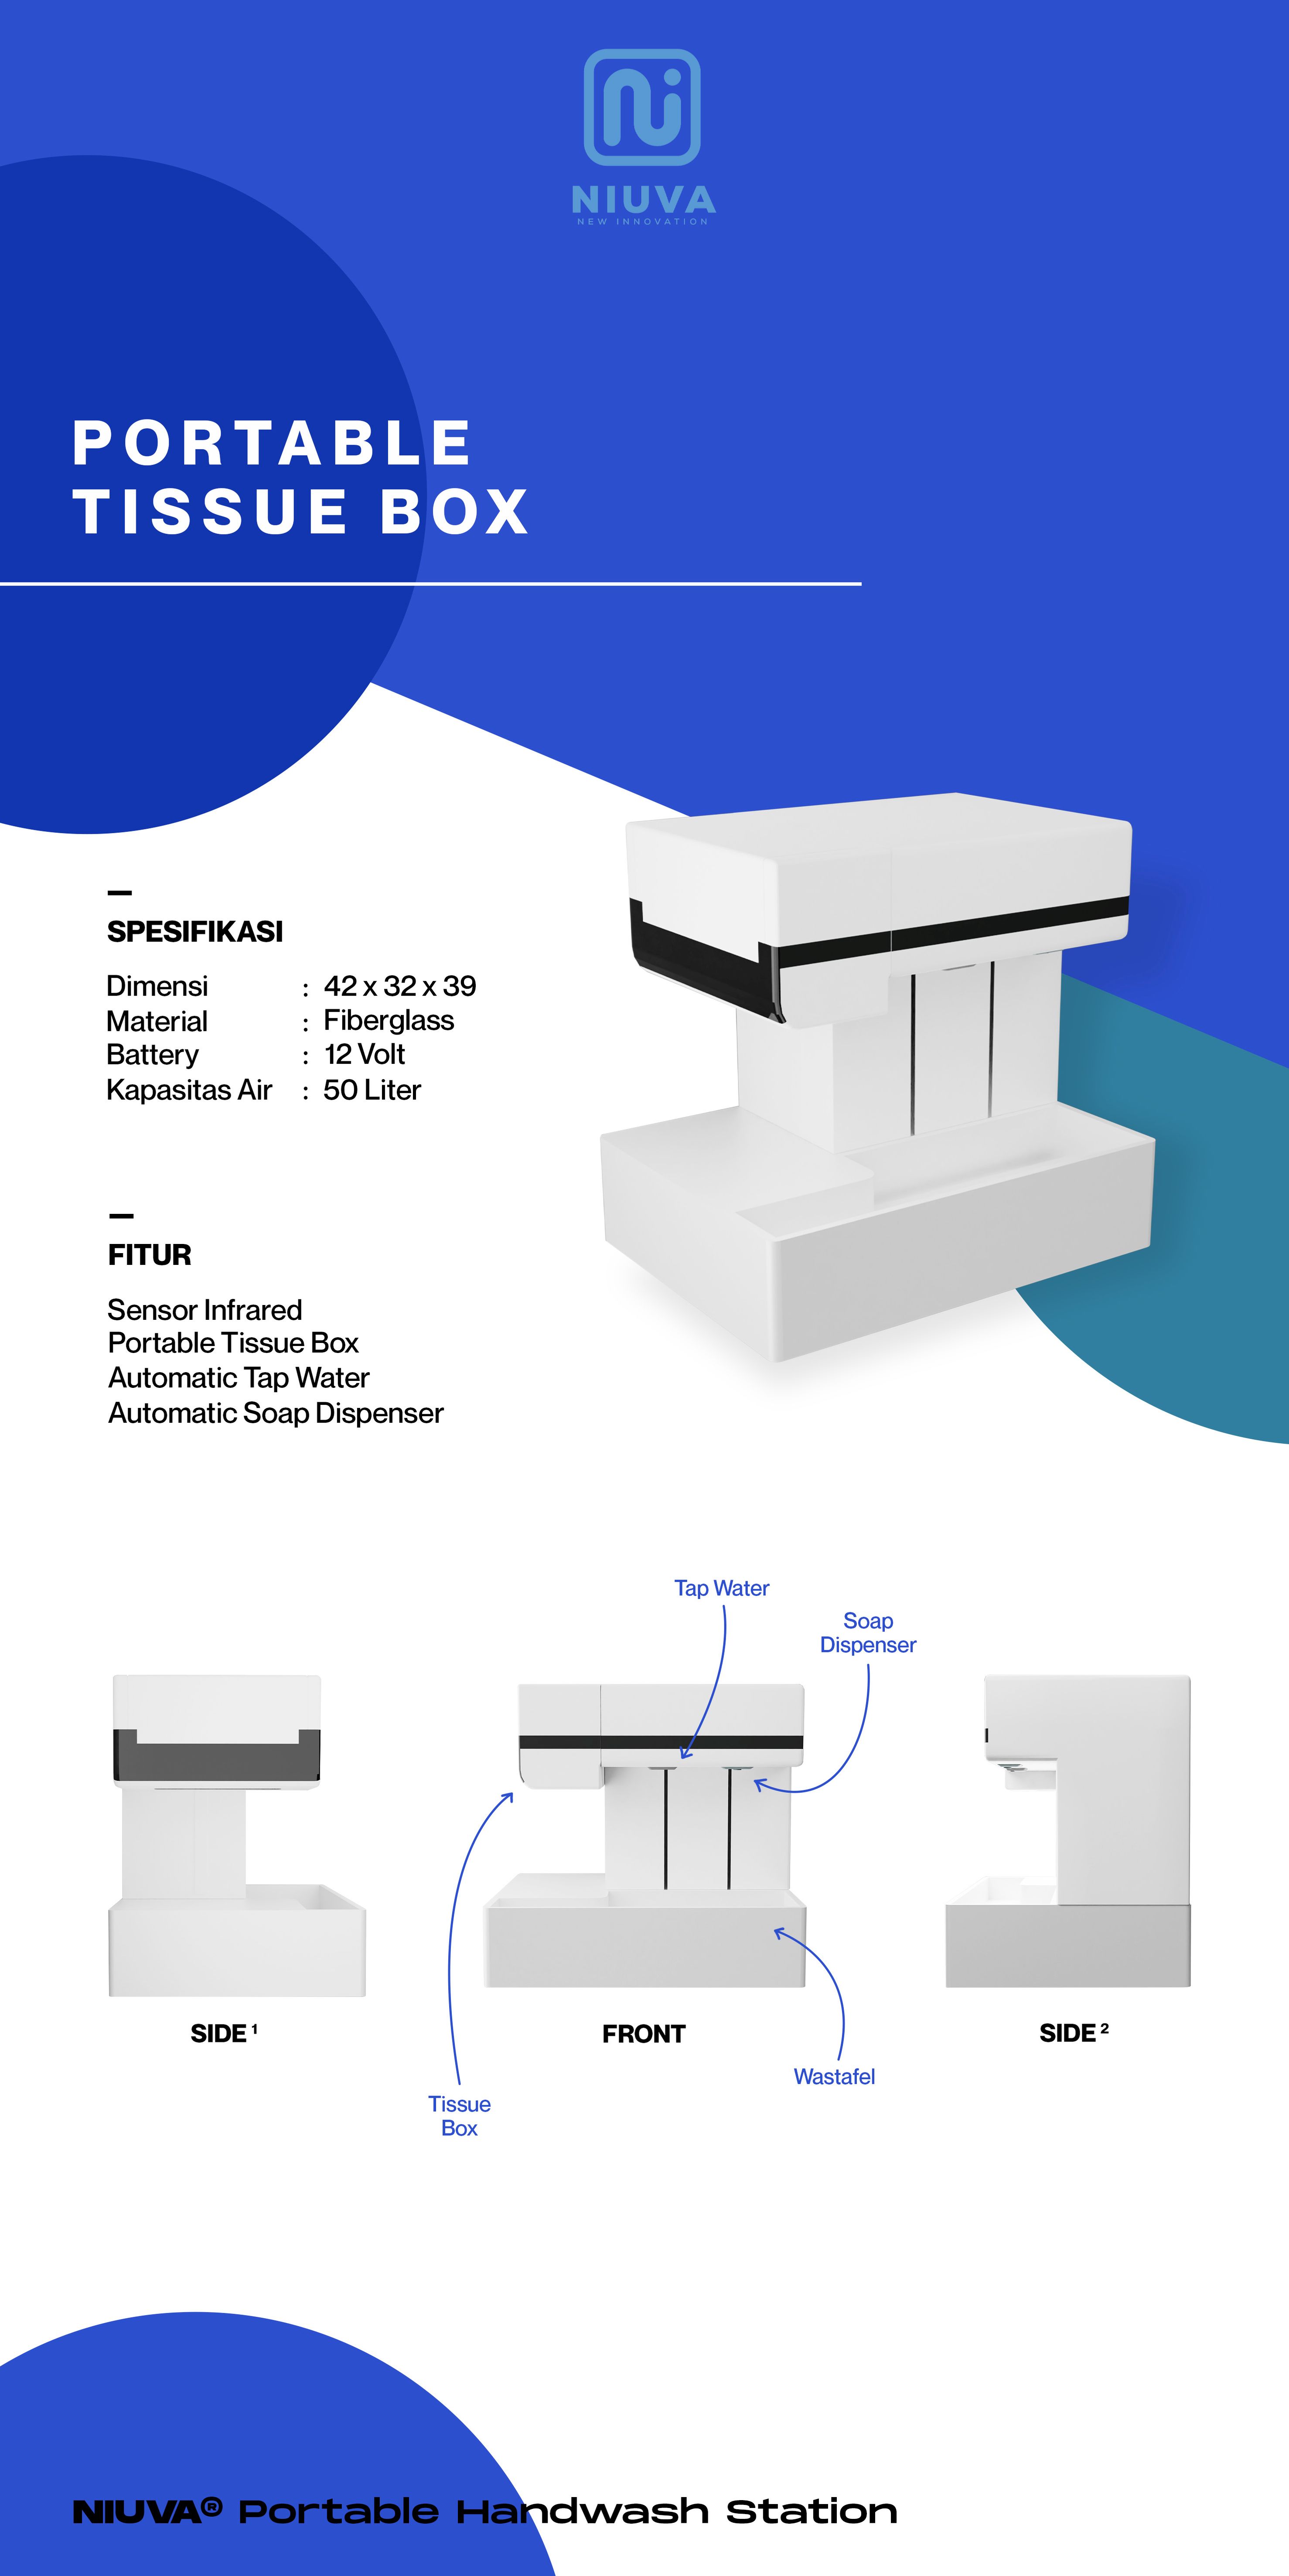 NIUVA
NEW INNOVATION
PORTABLE
TISSUE BOX
SPESIFIKASI
Dimensi : 42 x 32 x 39
Material : Fiberglass
Battery : 12 Volt
Kapasitas Air : 50 Liter
FITUR
Sensor Infrared
Portable Tissue Box
Automatic Tap Water
Automatic Soap Dispenser
Tap Water
Soap
Dispenser
SIDE ¹
FRONT
SIDE ²
Wastafel
Tissue
Box
NIUVA® Portable Handwash Station